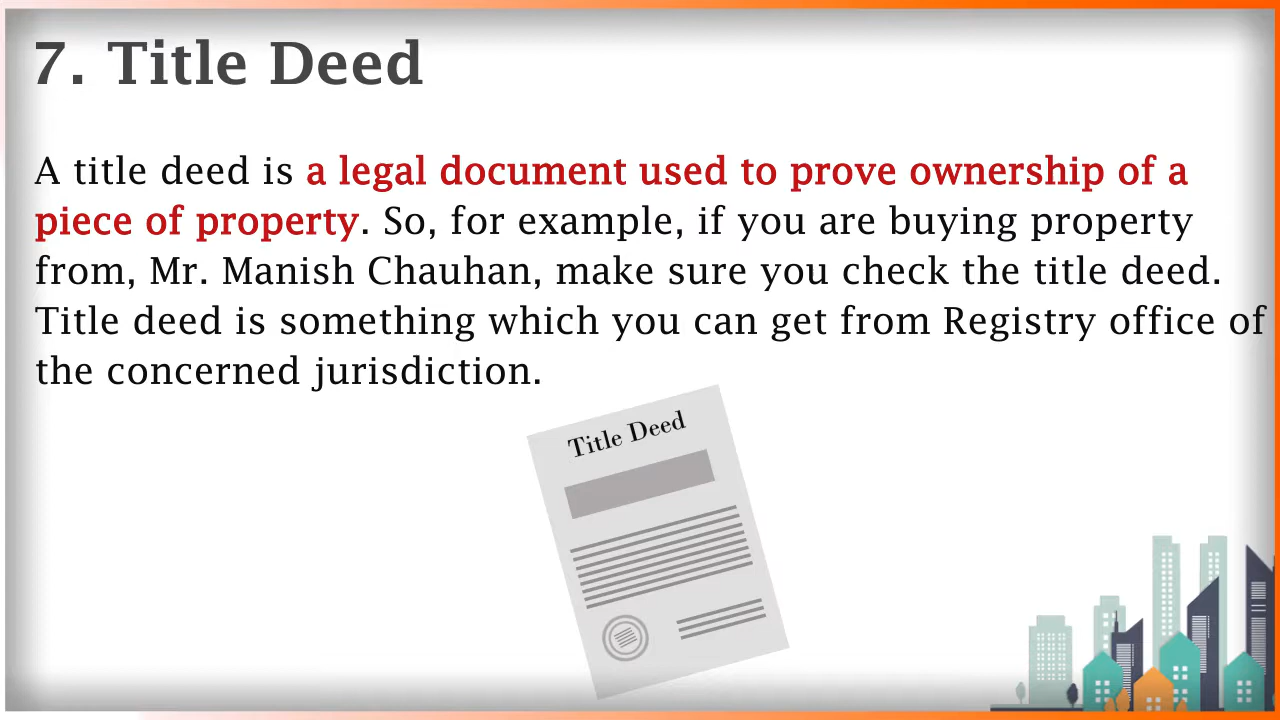 7. Title Deed
A title deed is a legal document used to prove ownership of a
piece of property. So, for example, if you are buying property
from, Mr. Manish Chauhan, make sure you check the title deed.
Title deed is something which you can get from Registry office of
the concerned jurisdiction.
Title Deed